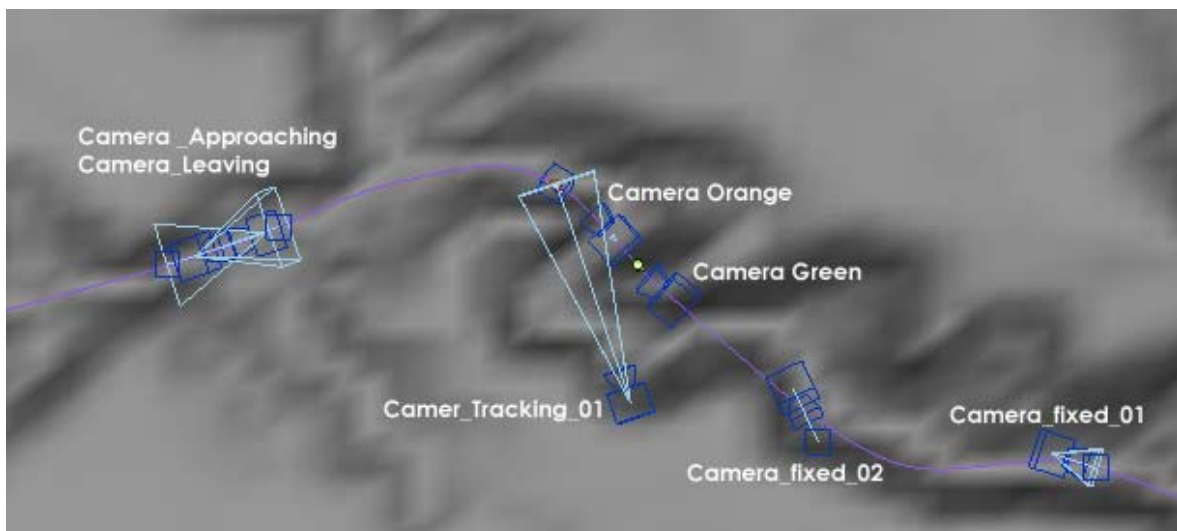 Camera _Approaching
Camera_Leaving
Camera Orange
Camera Green
Camer_Tracking_01
Camera_fixed_01
Camera_fixed_02